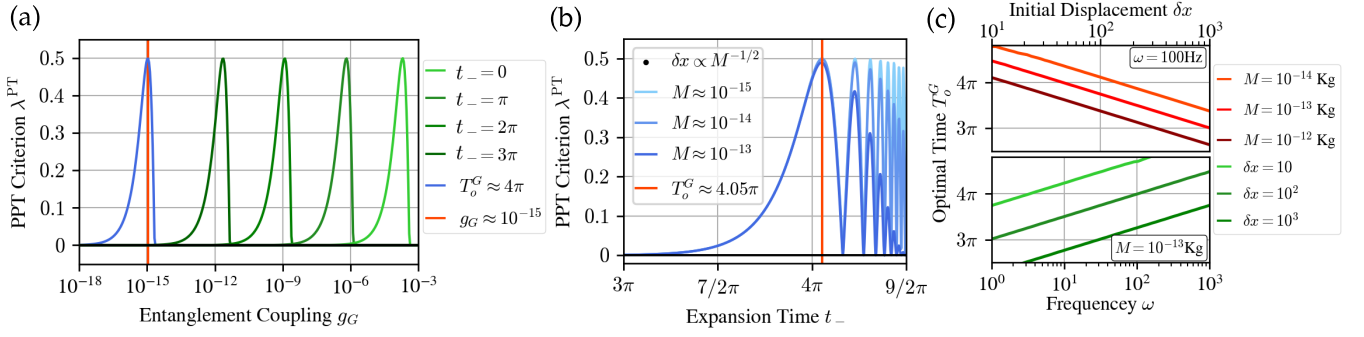 (a)
PPT Criterion λ^PT
0.5
0.4
0.3
0.2
0.1
0
10^−18
10^−15
10^−12
10^−9
10^−6
10^−3
Entanglement Coupling g_G
t_− = 0
t_− = π
t_− = 2π
t_− = 3π
T_o^G ≈ 4π
g_G ≈ 10^−15
(b)
PPT Criterion λ^PT
0.5
0.4
0.3
0.2
0.1
0
3π
7/2π
4π
9/2π
Expansion Time t_−
δx ∝ M^−1/2
M ≈ 10^−15
M ≈ 10^−14
M ≈ 10^−13
T_o^G ≈ 4.05π
(c)
Initial Displacement δx
10^1
10^2
10^3
ω = 100Hz
Optimal Time T_o^G
4π
3π
4π
3π
M = 10^−13Kg
10^0
10^1
10^2
10^3
Frequencey ω
M = 10^−14 Kg
M = 10^−13 Kg
M = 10^−12 Kg
δx = 10
δx = 10^2
δx = 10^3